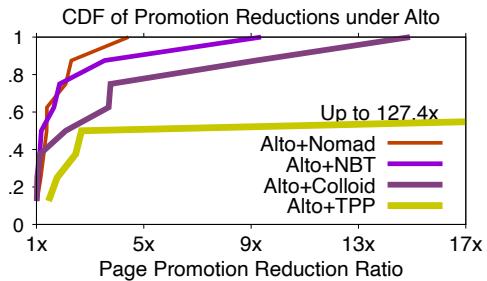 CDF of Promotion Reductions under Alto
1
.8
.6
.4
.2
0
Up to 127.4x
Alto+Nomad
Alto+NBT
Alto+Colloid
Alto+TPP
1x 5x 9x 13x 17x
Page Promotion Reduction Ratio